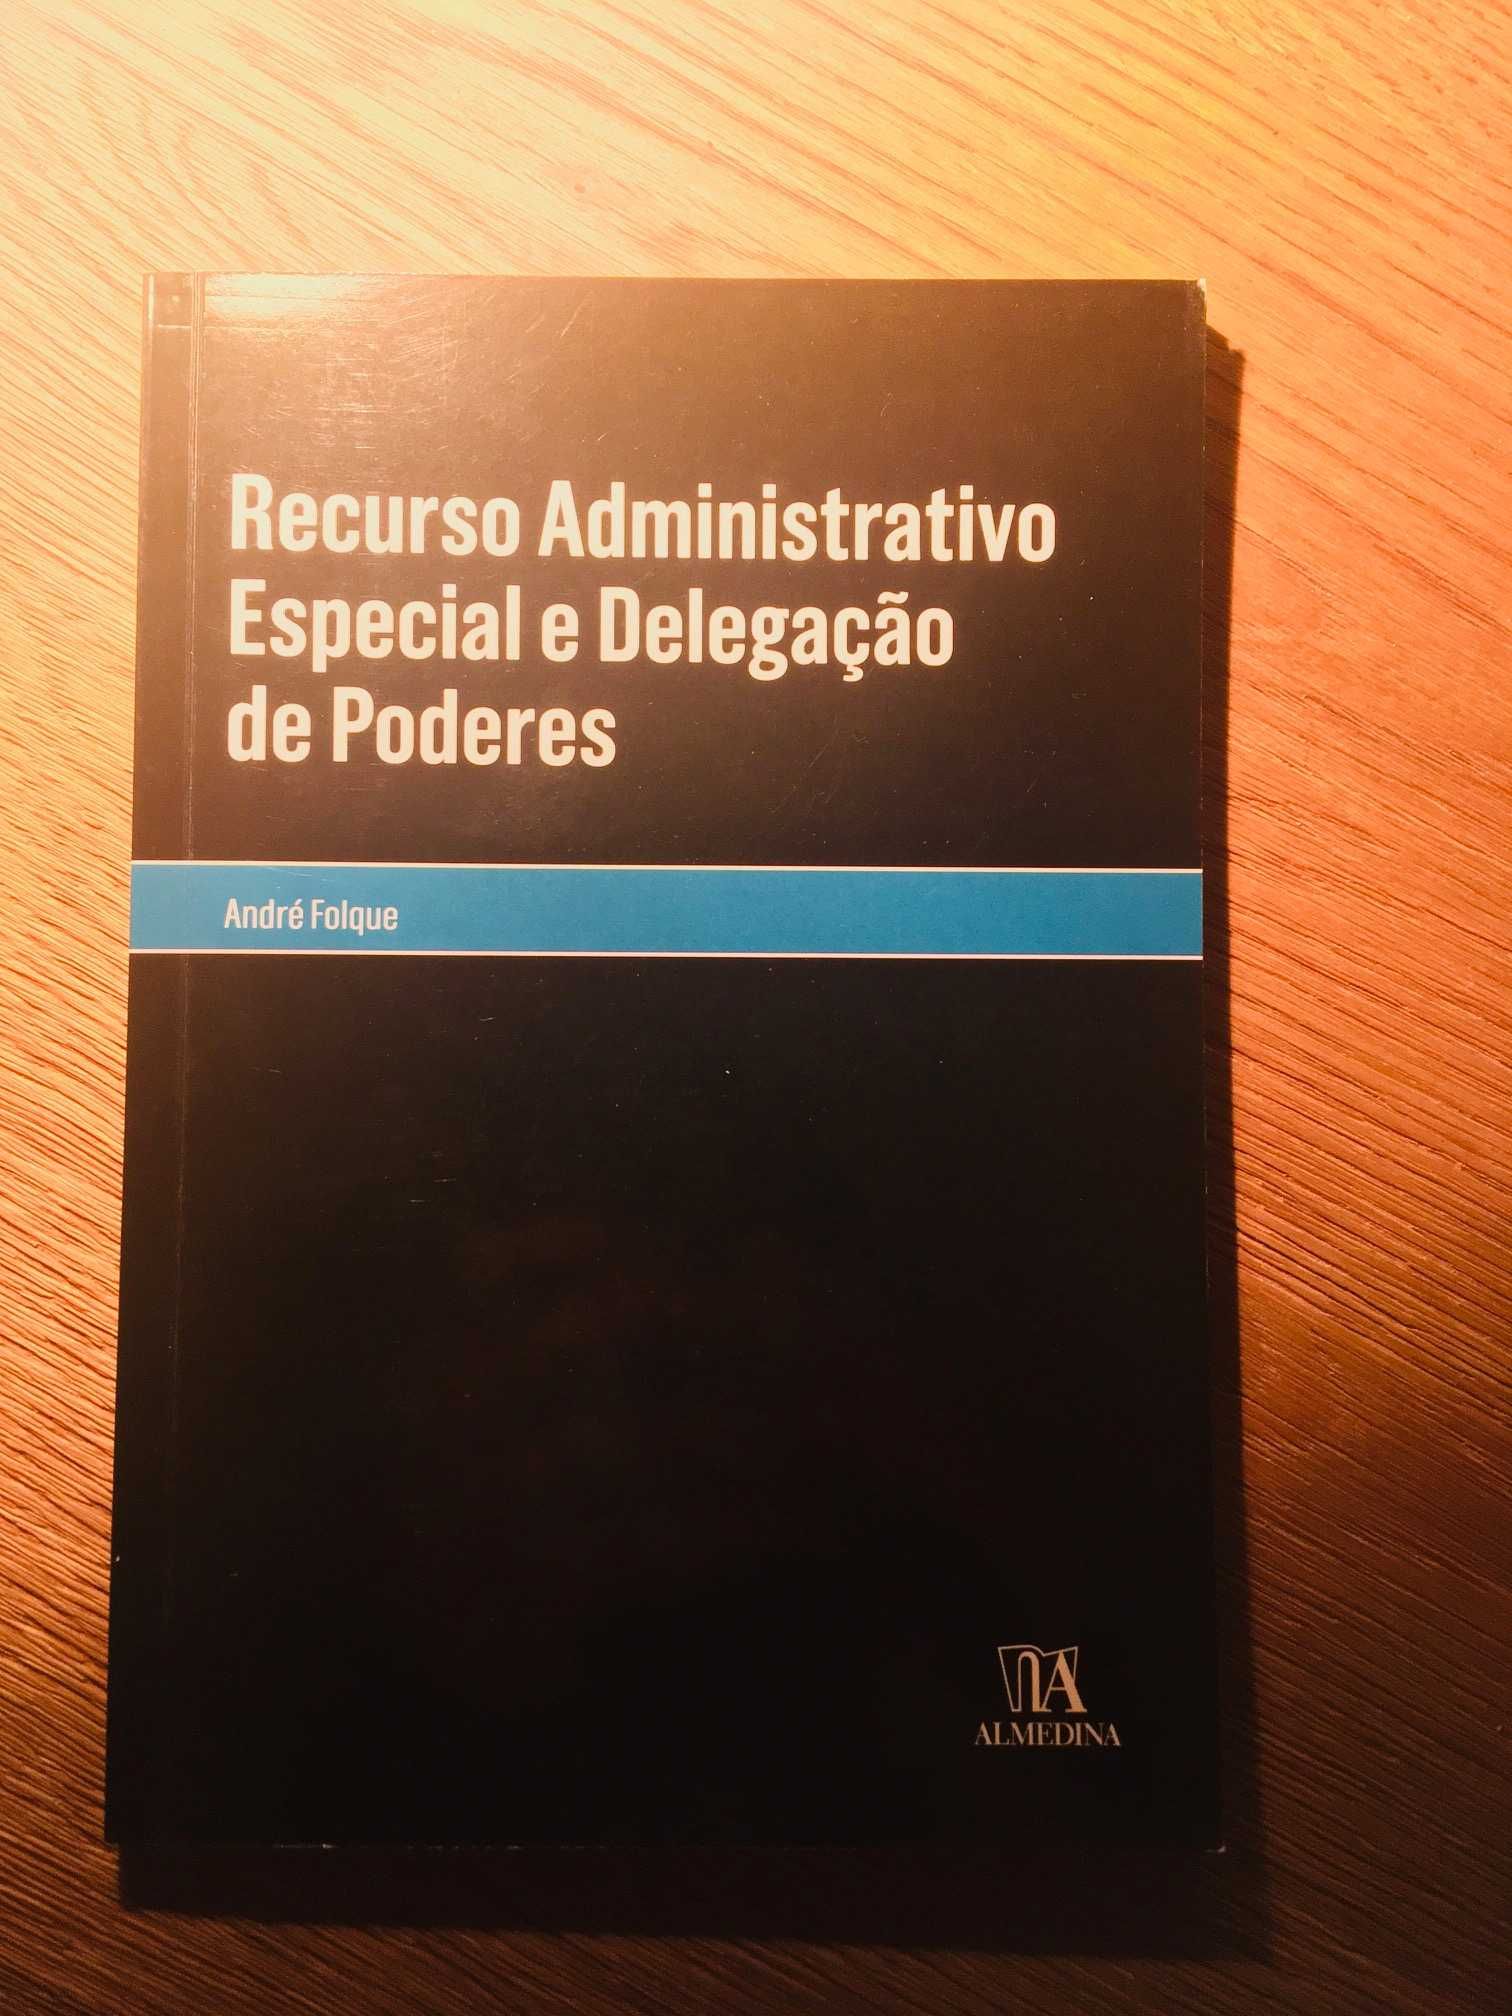 Recurso Administrativo
Especial e Delegação
de Poderes
André Folque
ALMEDINA